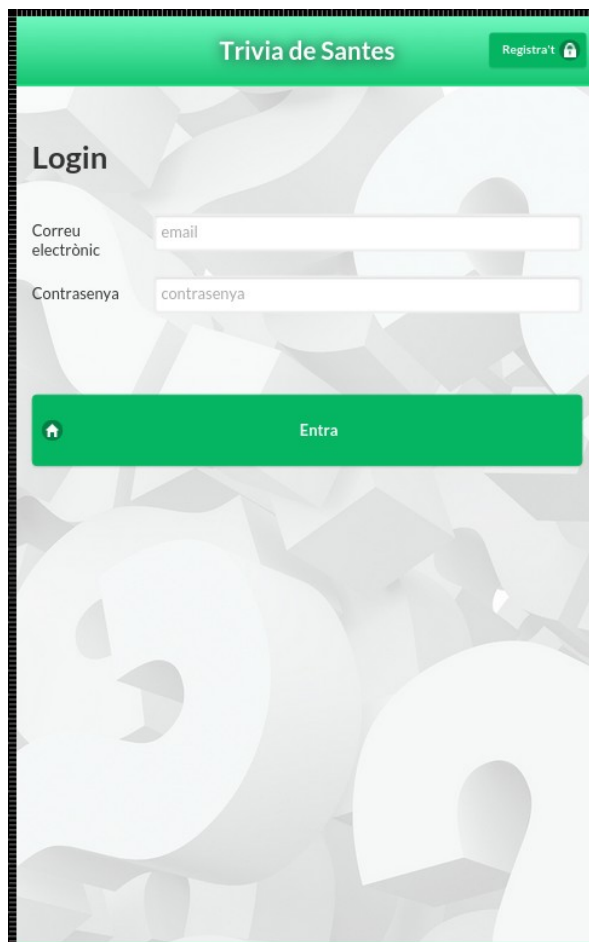 Trivia de Santes
Registra't
Login
Correu
electrònic
email
Contrasenya
contrasenya
Entra